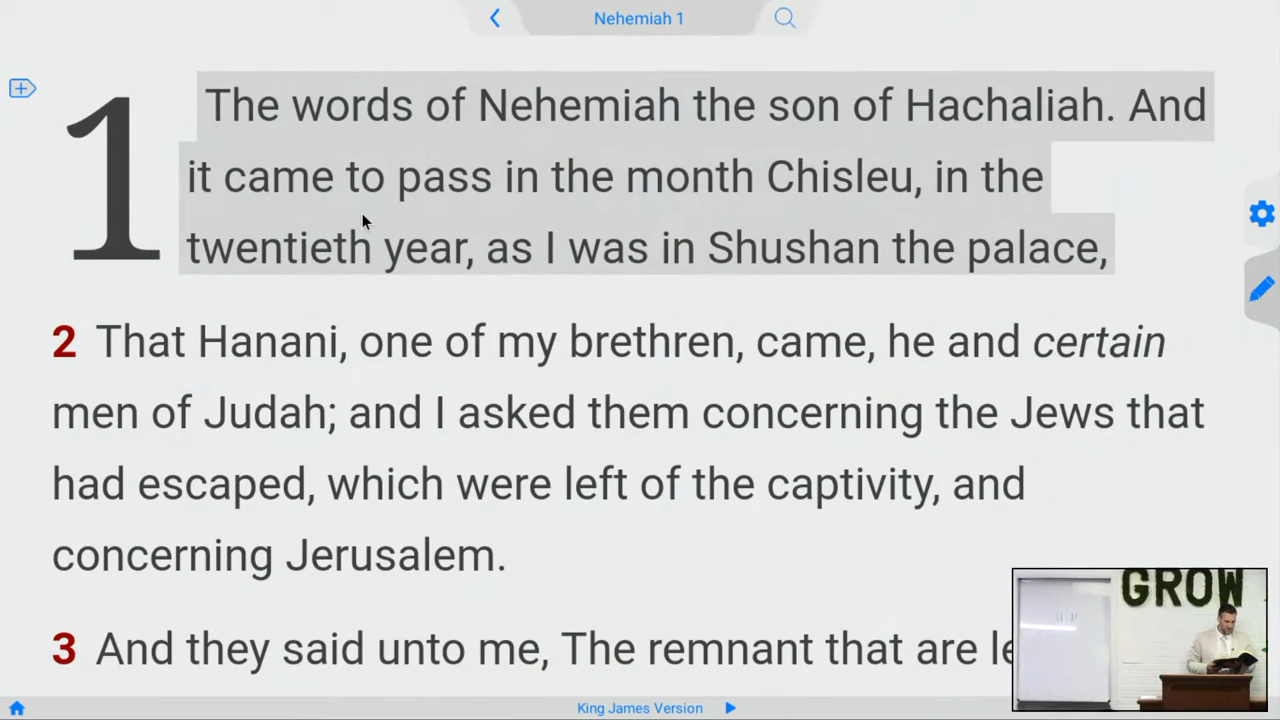 Nehemiah 1
1 The words of Nehemiah the son of Hachaliah. And
it came to pass in the month Chisleu, in the
twentieth year, as I was in Shushan the palace,
2 That Hanani, one of my brethren, came, he and certain
men of Judah; and I asked them concerning the Jews that
had escaped, which were left of the captivity, and
concerning Jerusalem.
3 And they said unto me, The remnant that are
GROW
King James Version